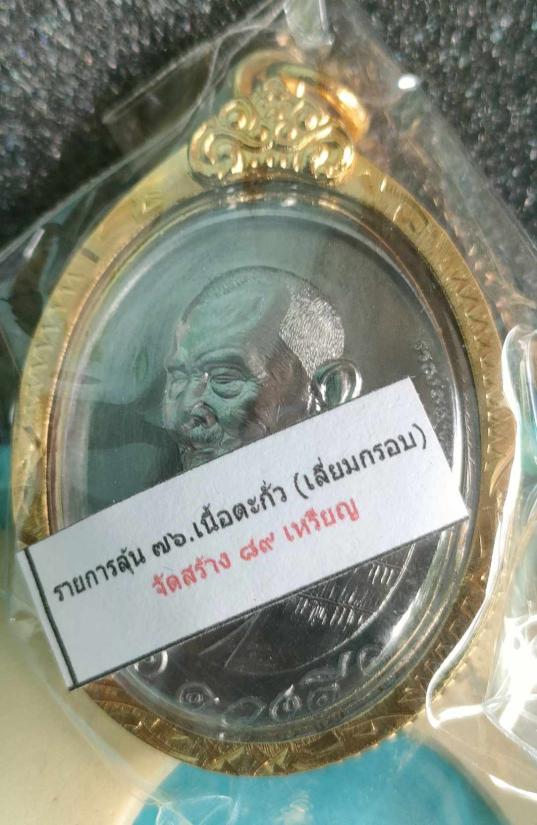 รายการลุ้น ๗๖.เนื้อตะกั่ว (เลี่ยมกรอบ)
จัดสร้าง ๘๙ เหรียญ